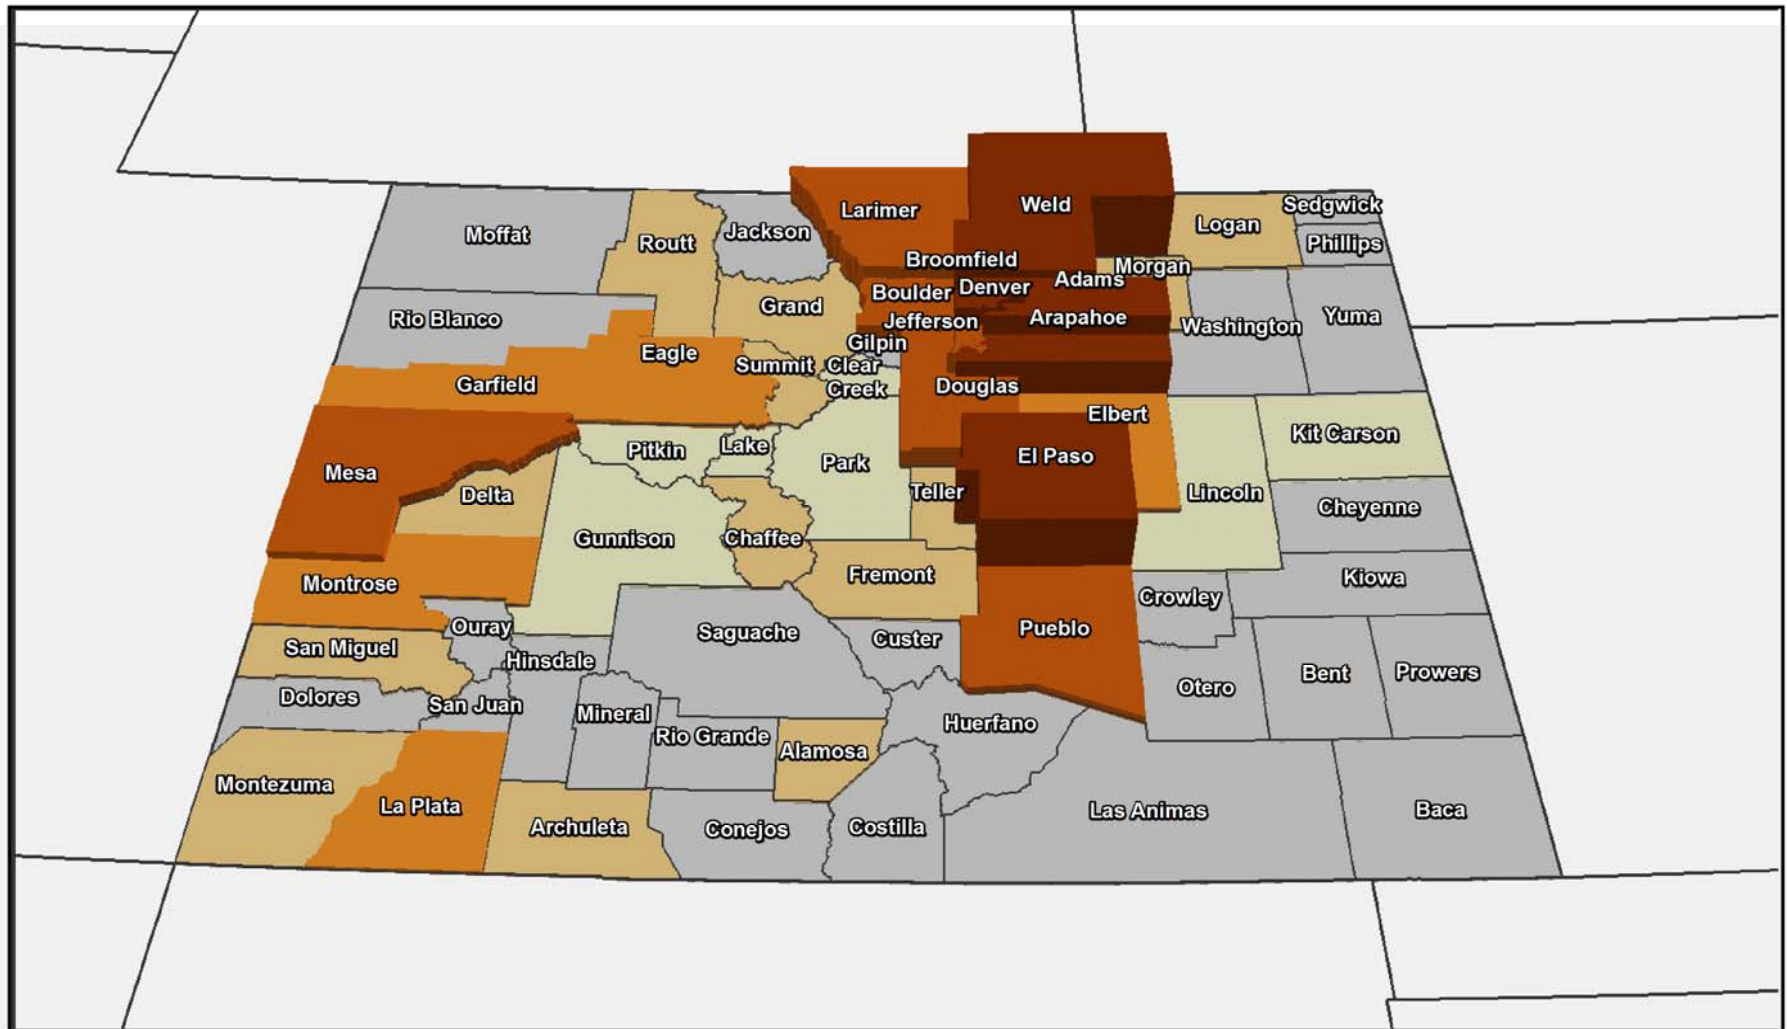 Larimer
Weld
Sedgwick
Moffat
Routt
Jackson
Logan
Phillips
Broomfield
Morgan
Adams
Boulder
Denver
Grand
Rio Blanco
Jefferson
Arapahoe
Washington
Yuma
Gilpin
Eagle
Summit
Clear
Creek
Garfield
Douglas
Elbert
Kit Carson
Pitkin
Lake
Park
El Paso
Mesa
Delta
Teller
Lincoln
Cheyenne
Gunnison
Chaffee
Fremont
Montrose
Kiowa
Crowley
Ouray
Saguache
Custer
Pueblo
San Miguel
Hinsdale
Bent
Prowers
Otero
Dolores
San Juan
Mineral
Rio Grande
Huerfano
Alamosa
Montezuma
La Plata
Archuleta
Conejos
Costilla
Las Animas
Baca